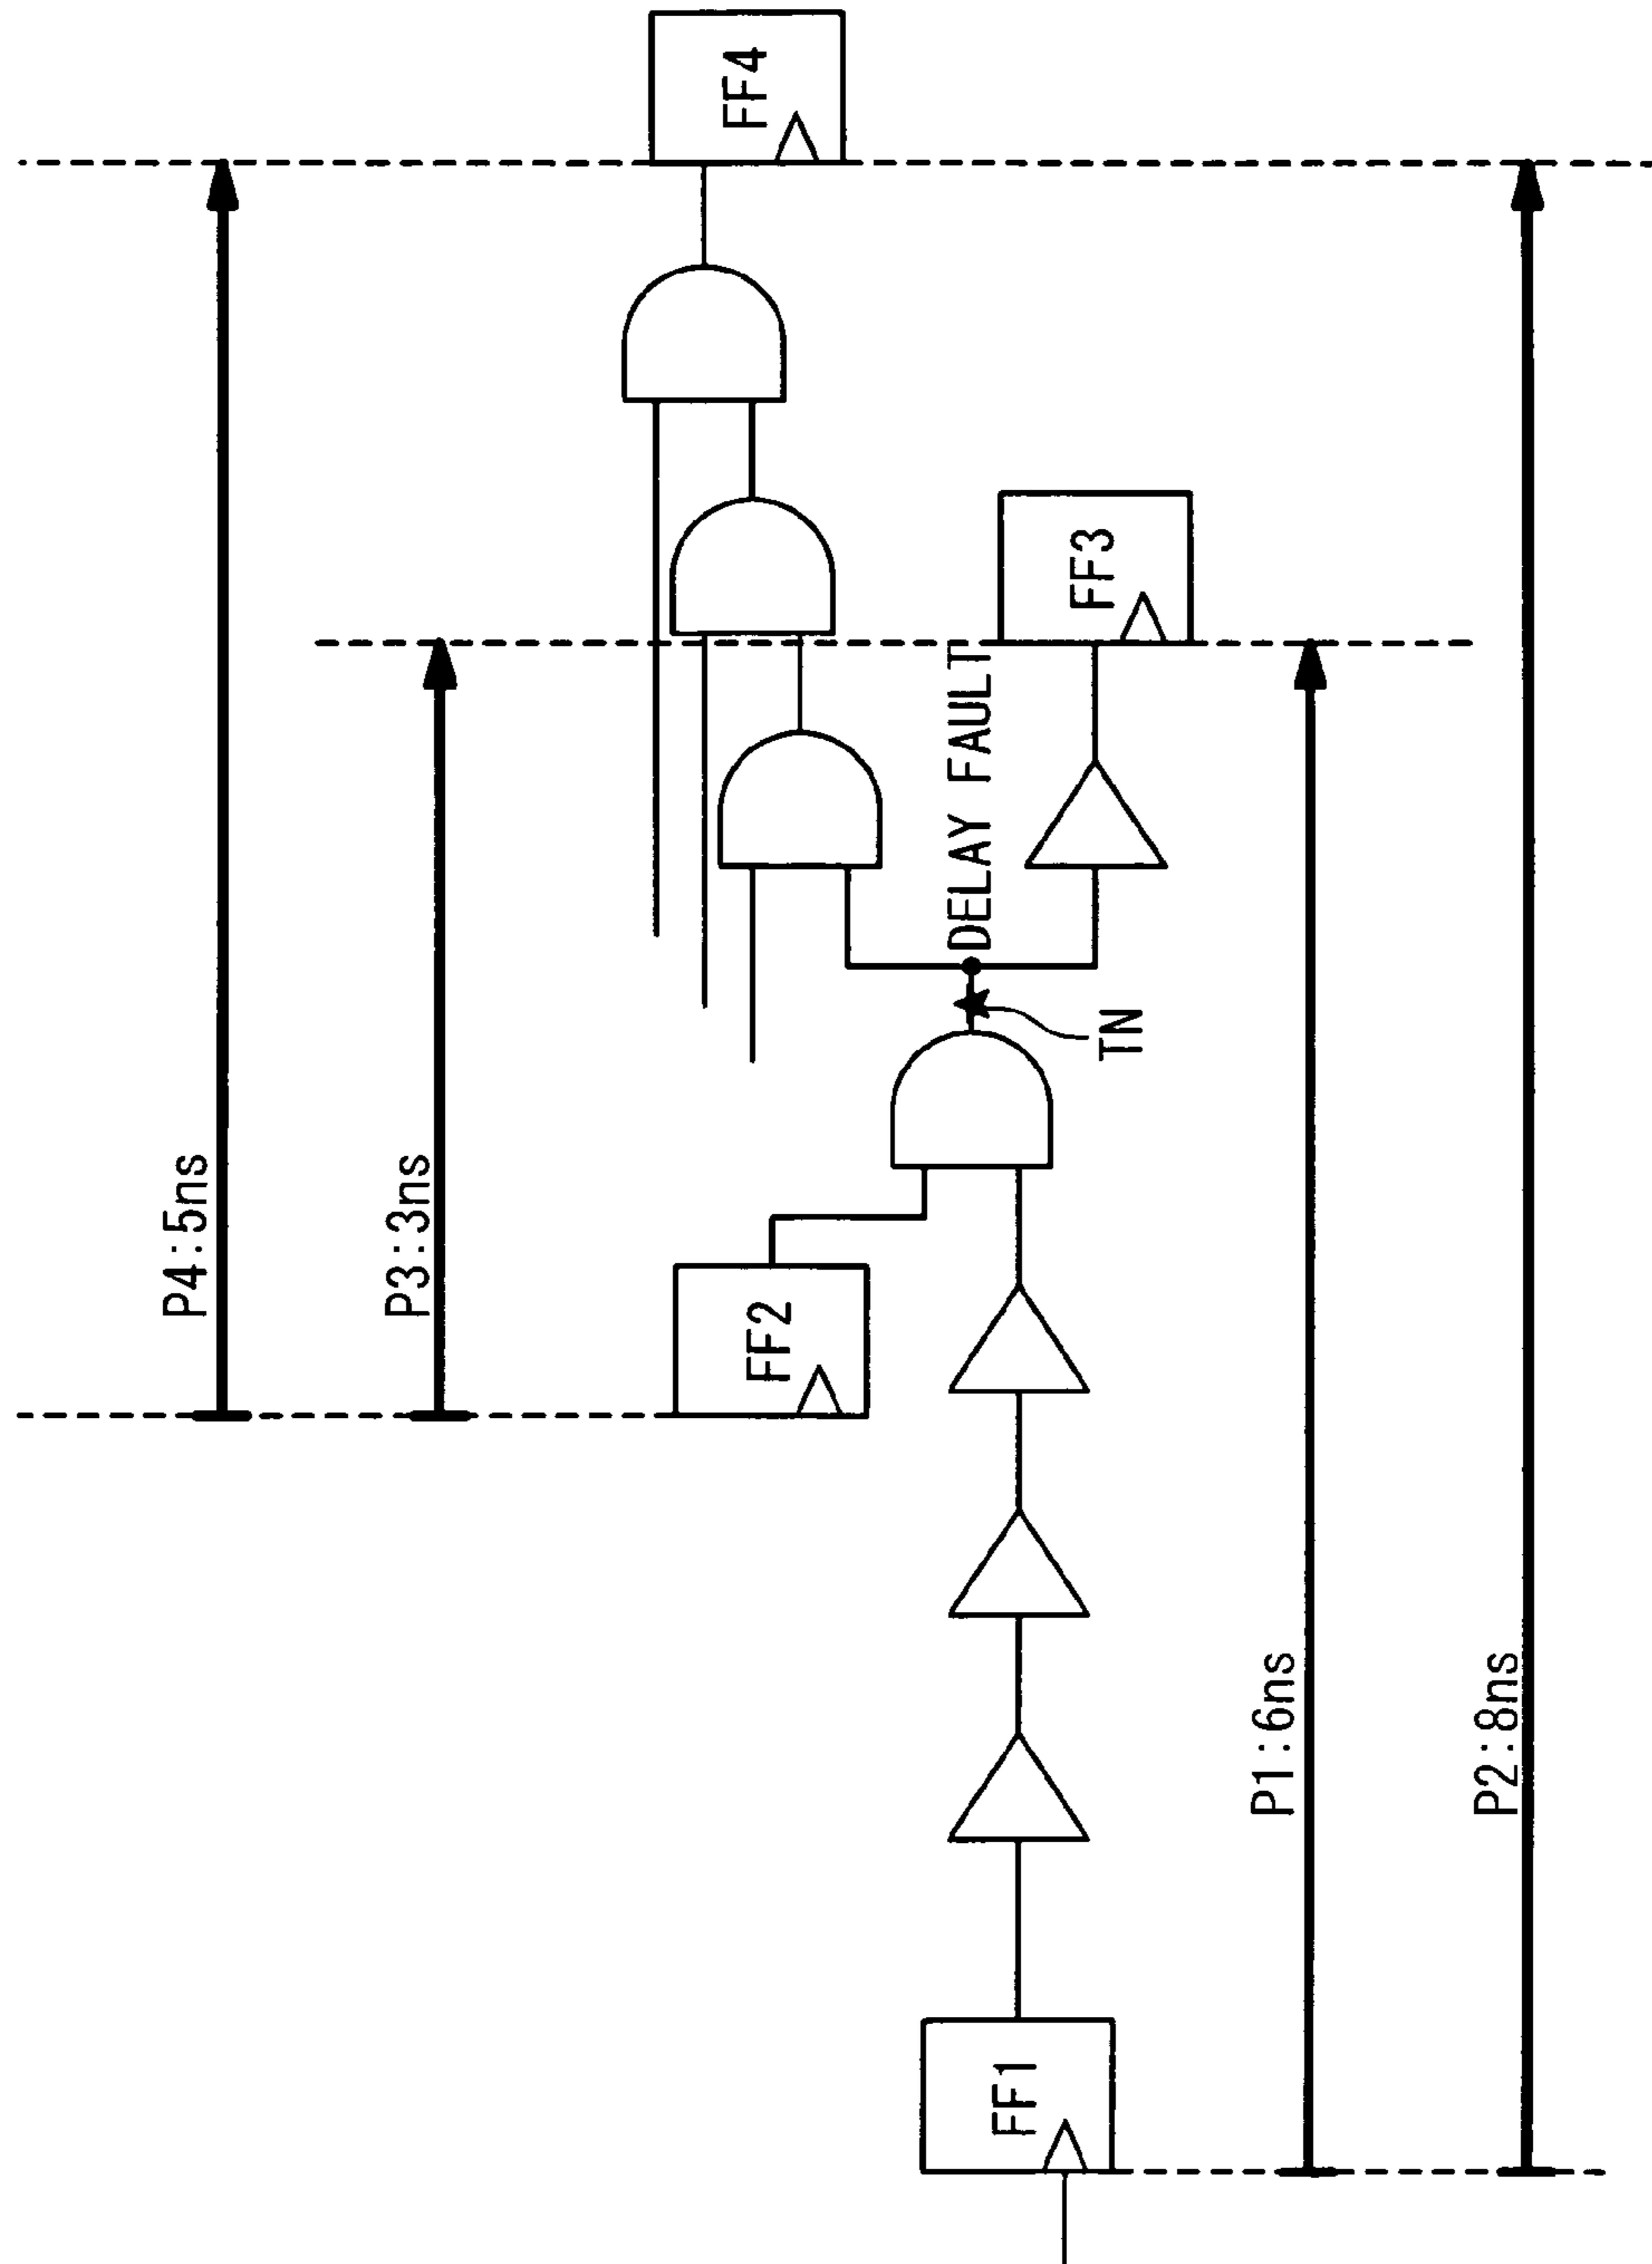 P4:5ns
P3:3ns
FF4
FF2
DELAY FAULT
FF3
TN
FF1
P1:6ns
P2:8ns